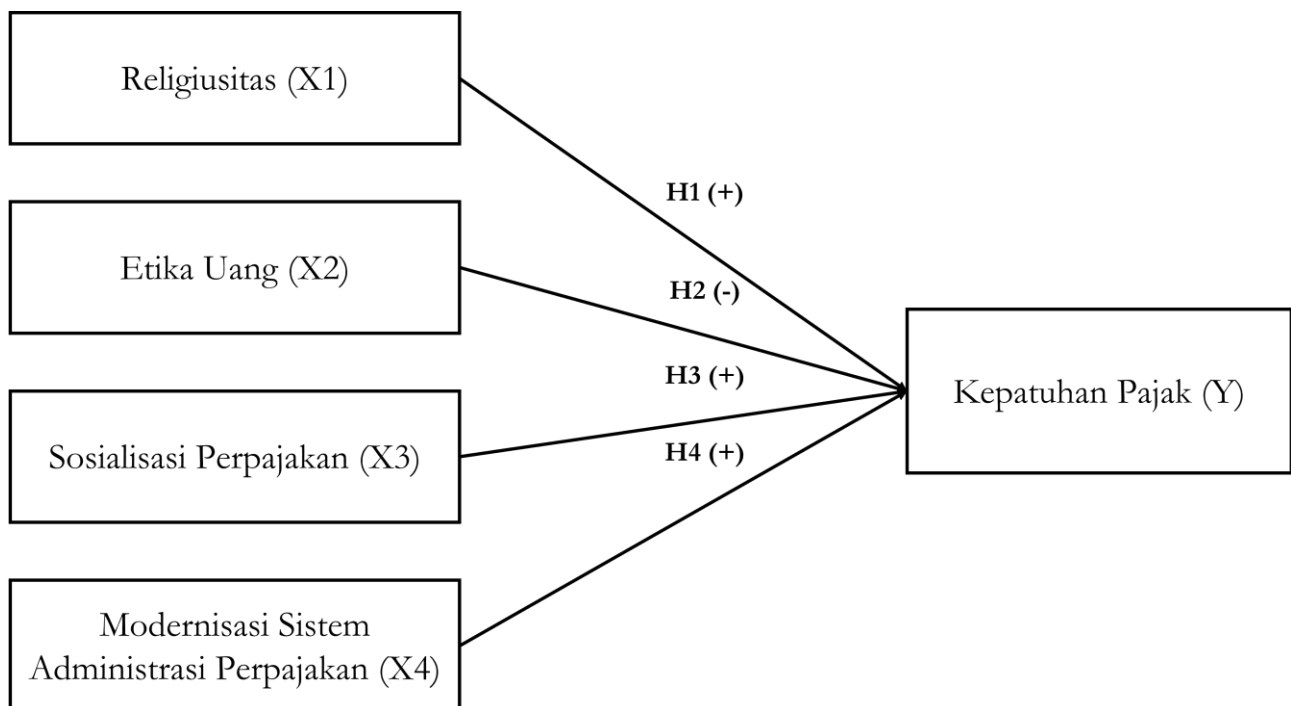 Religiusitas (X1)
H1 (+)
Etika Uang (X2)
H2 (-)
H3 (+)
Kepatuhan Pajak (Y)
Sosialisasi Perpajakan (X3)
H4 (+)
Modernisasi Sistem
Administrasi Perpajakan (X4)